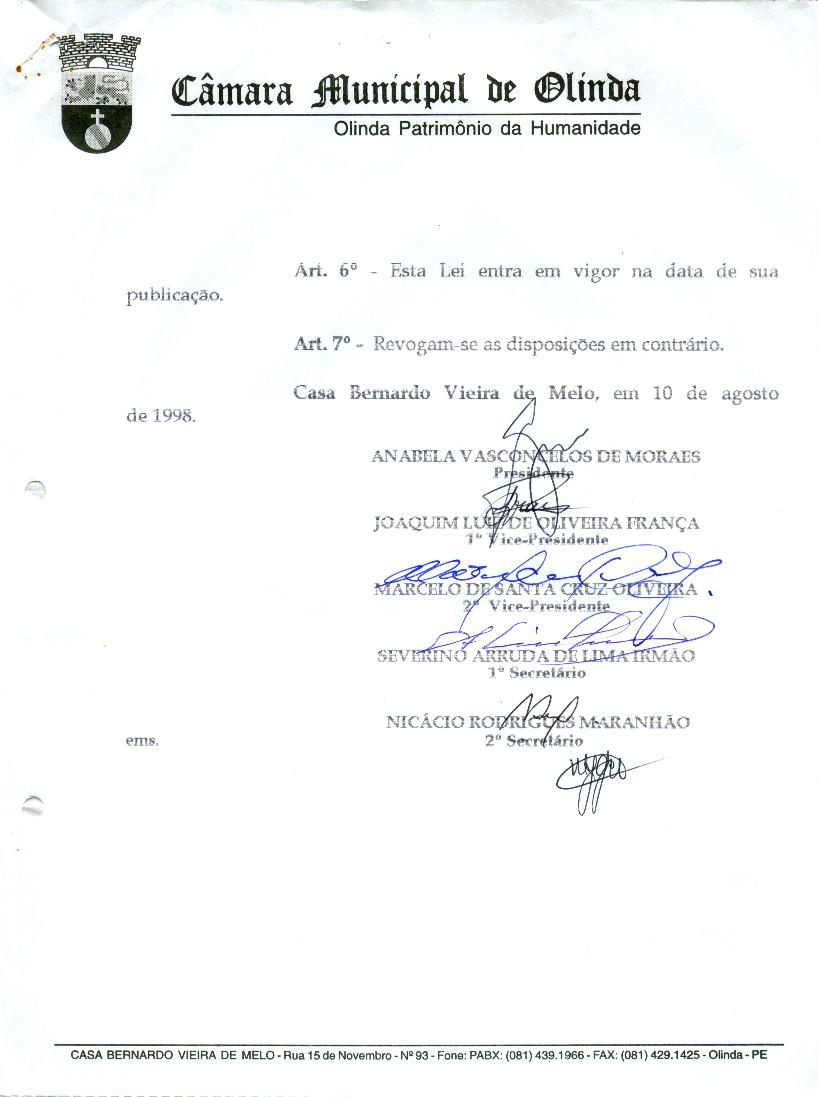 Câmara Municipal de Olinda
Olinda Patrimônio da Humanidade
Art. 6º - Esta Lei entra em vigor na data de sua
publicação.
Art. 7º - Revogam-se as disposições em contrário.
Casa Bernardo Vieira de Melo, em 10 de agosto
de 1998.
ANABELA VASCONCELOS DE MORAES
Presidente
JOAQUIM LUIZ DE OLIVEIRA FRANÇA
1º Vice-Presidente
MARCELO DE SANTA CRUZ OLIVEIRA
2º Vice-Presidente
SEVERINO ARRUDA DE LIMA IRMÃO
1º Secretário
NICÁCIO RODRIGUES MARANHÃO
ems. 2º Secretário
CASA BERNARDO VIEIRA DE MELO - Rua 15 de Novembro - Nº 93 - Fone: PABX: (081) 439.1966 - FAX: (081) 429.1425 - Olinda - PE